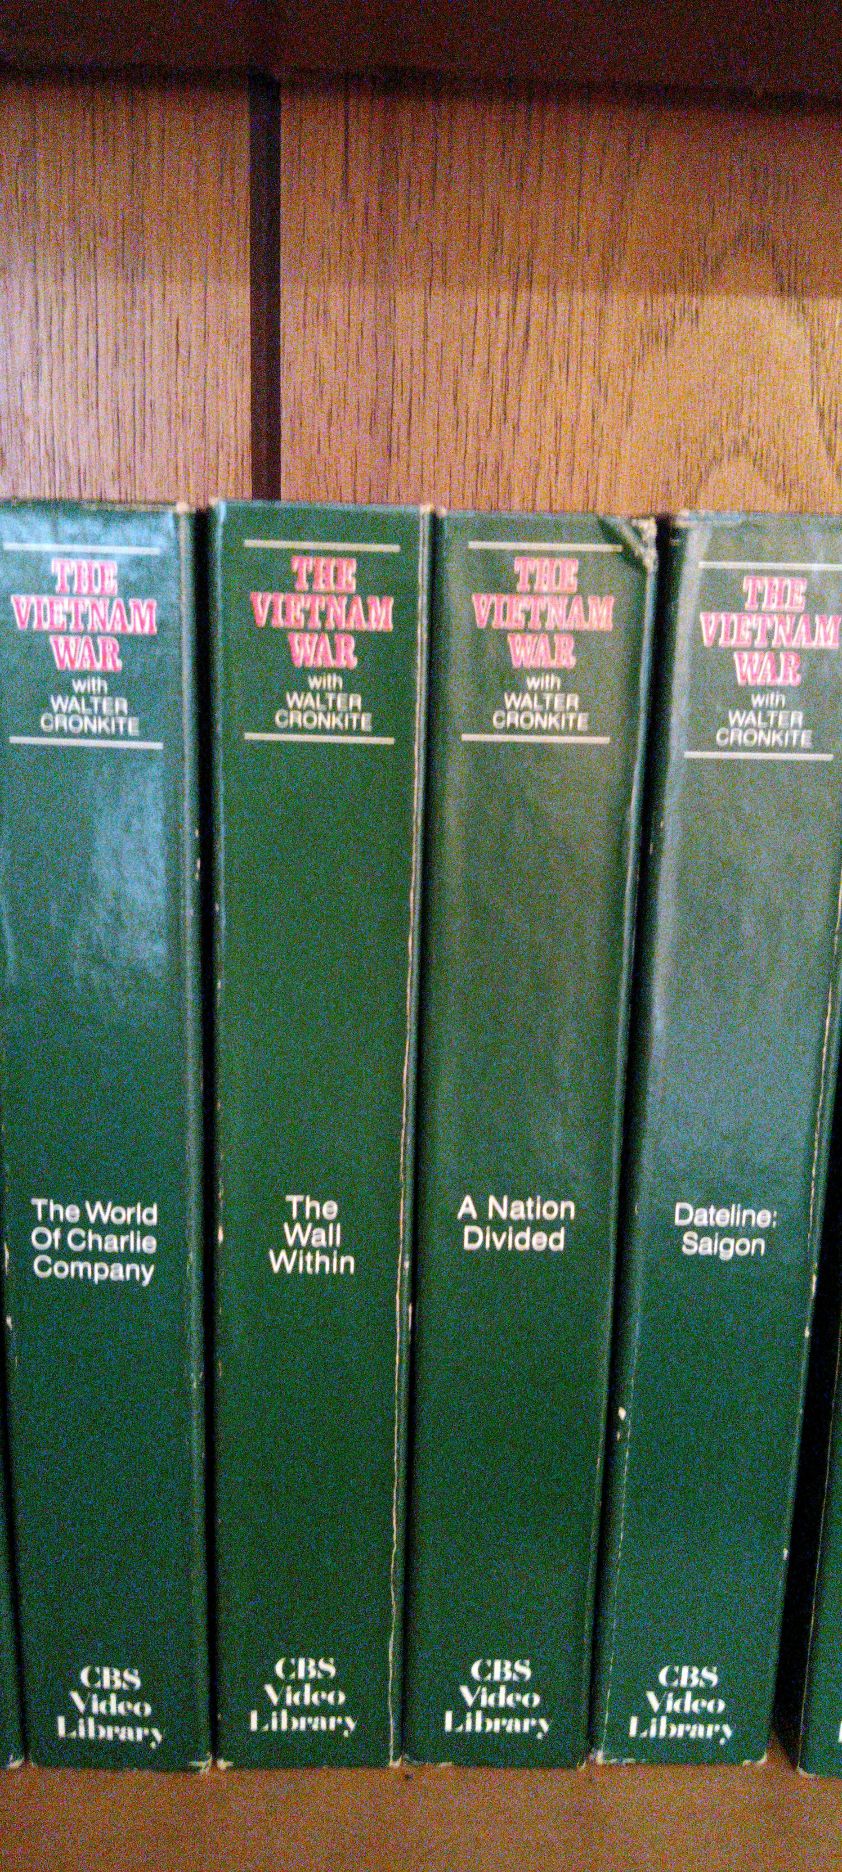 THE
VIETNAM
WAR
with
WALTER
CRONKITE
The World
Of Charlie
Company
CBS
Video
Library
THE
VIETNAM
WAR
with
WALTER
CRONKITE
The
Wall
Within
CBS
Video
Library
THE
VIETNAM
WAR
with
WALTER
CRONKITE
A Nation
Divided
CBS
Video
Library
THE
VIETNAM
WAR
with
WALTER
CRONKITE
Dateline:
Saigon
CBS
Video
Library